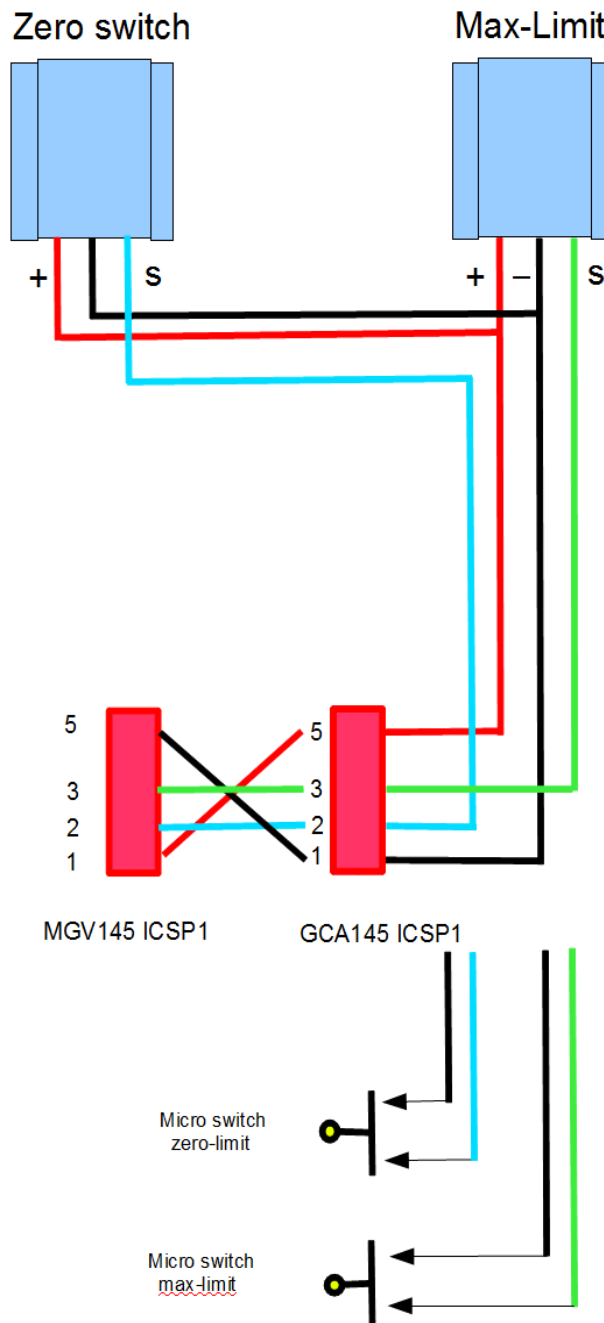 Zero switch
Max-Limit
+ s
+ – s
5
3
2
1
5
3
2
1
MGV145 ICSP1
GCA145 ICSP1
Micro switch
zero-limit
Micro switch
max-limit